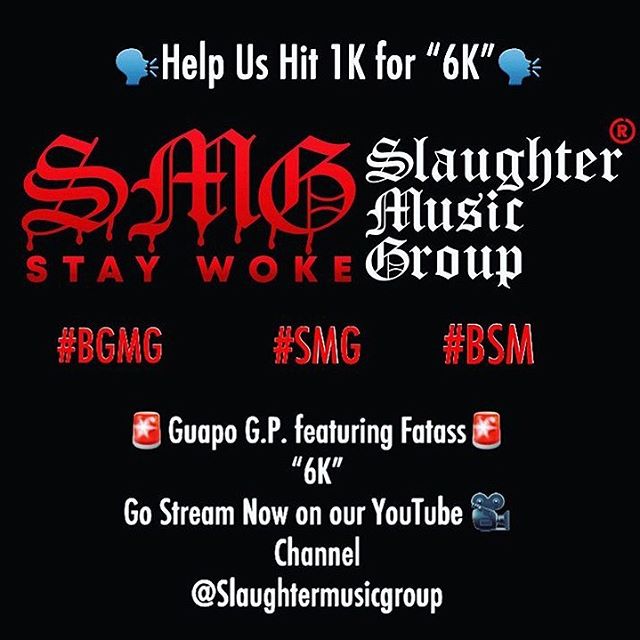 🗣Help Us Hit 1K for “6K”🗣
SMG
STAY WOKE
Slaughter®
Music
Group
#BGMG #SMG #BSM
🚨Guapo G.P. featuring Fatass🚨
“6K”
Go Stream Now on our YouTube 🎥
Channel
@Slaughtermusicgroup